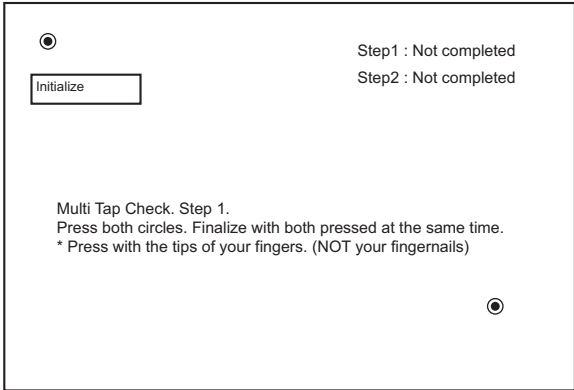 Step1 : Not completed
Step2 : Not completed
Initialize
Multi Tap Check. Step 1.
Press both circles. Finalize with both pressed at the same time.
* Press with the tips of your fingers. (NOT your fingernails)